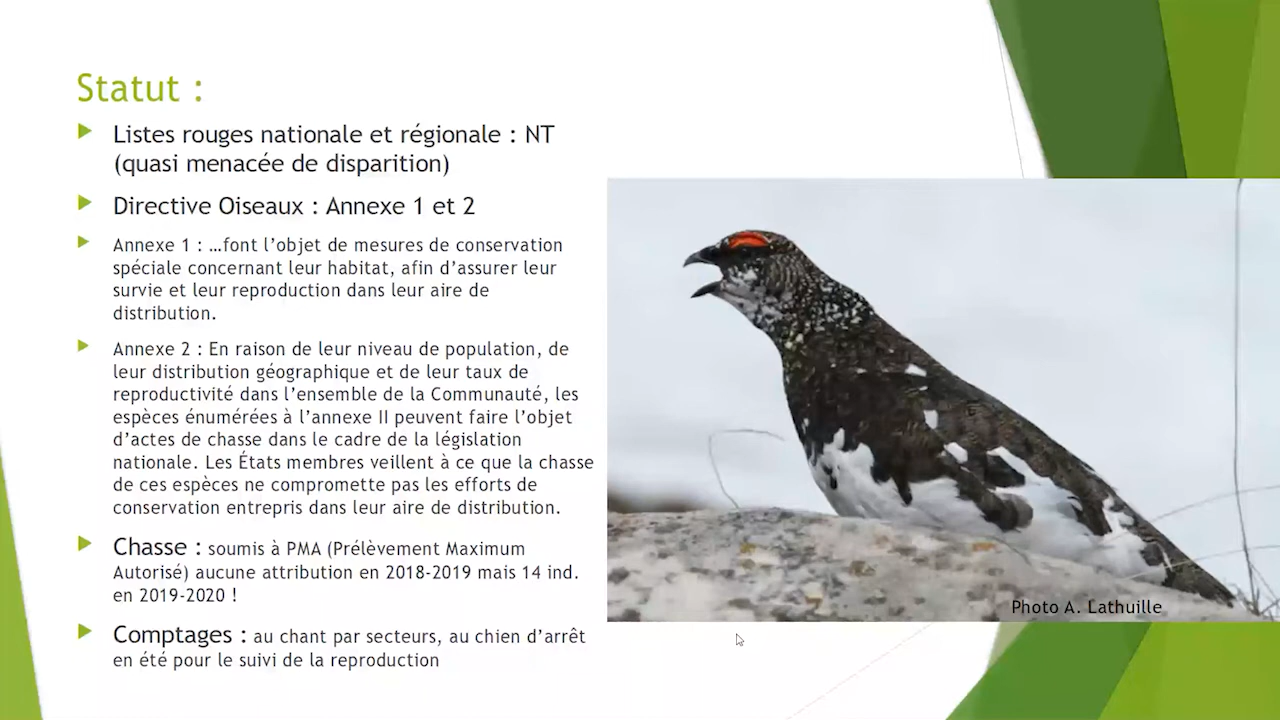 Statut :
Listes rouges nationale et régionale : NT
(quasi menacée de disparition)
Directive Oiseaux : Annexe 1 et 2
Annexe 1 : …font l’objet de mesures de conservation
spéciale concernant leur habitat, afin d’assurer leur
survie et leur reproduction dans leur aire de
distribution.
Annexe 2 : En raison de leur niveau de population, de
leur distribution géographique et de leur taux de
reproductivité dans l’ensemble de la Communauté, les
espèces énumérées à l’annexe II peuvent faire l’objet
d’actes de chasse dans le cadre de la législation
nationale. Les États membres veillent à ce que la chasse
de ces espèces ne compromette pas les efforts de
conservation entrepris dans leur aire de distribution.
Chasse : soumis à PMA (Prélèvement Maximum
Autorisé) aucune attribution en 2018-2019 mais 14 ind.
en 2019-2020 !
Comptages : au chant par secteurs, au chien d’arrêt
en été pour le suivi de la reproduction
Photo A. Lathuille